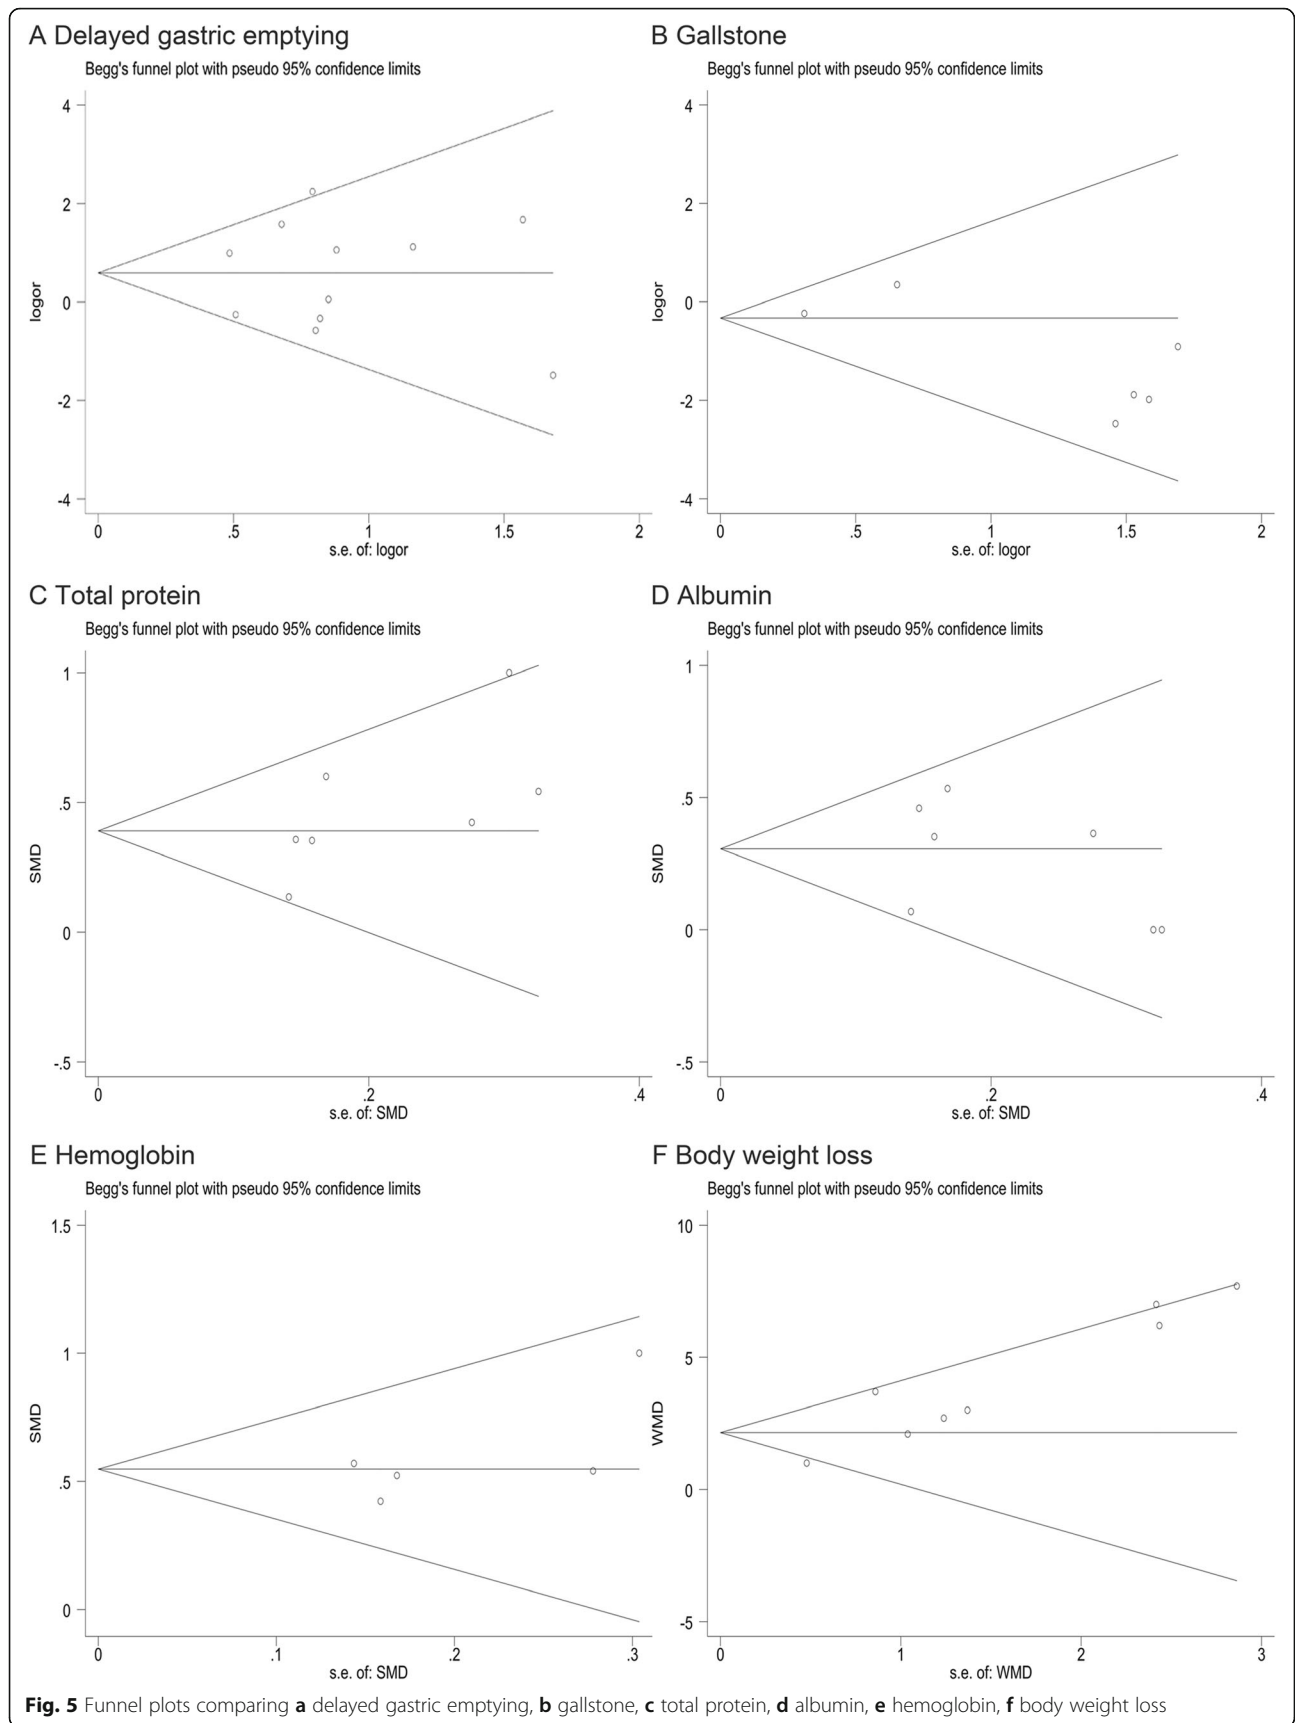 A Delayed gastric emptying
Begg's funnel plot with pseudo 95% confidence limits
4
2
0
-2
-4
logor
0 .5 1 1.5 2
s.e. of: logor
B Gallstone
Begg's funnel plot with pseudo 95% confidence limits
4
2
0
-2
-4
logor
0 .5 1 1.5 2
s.e. of: logor
C Total protein
Begg's funnel plot with pseudo 95% confidence limits
1
.5
0
-.5
SMD
0 .2 .4
s.e. of: SMD
D Albumin
Begg's funnel plot with pseudo 95% confidence limits
1
.5
0
-.5
SMD
0 .2 .4
s.e. of: SMD
E Hemoglobin
Begg's funnel plot with pseudo 95% confidence limits
1.5
1
.5
0
SMD
0 .1 .2 .3
s.e. of: SMD
F Body weight loss
Begg's funnel plot with pseudo 95% confidence limits
10
5
0
-5
WMD
0 1 2 3
s.e. of: WMD
Fig. 5 Funnel plots comparing a delayed gastric emptying, b gallstone, c total protein, d albumin, e hemoglobin, f body weight loss